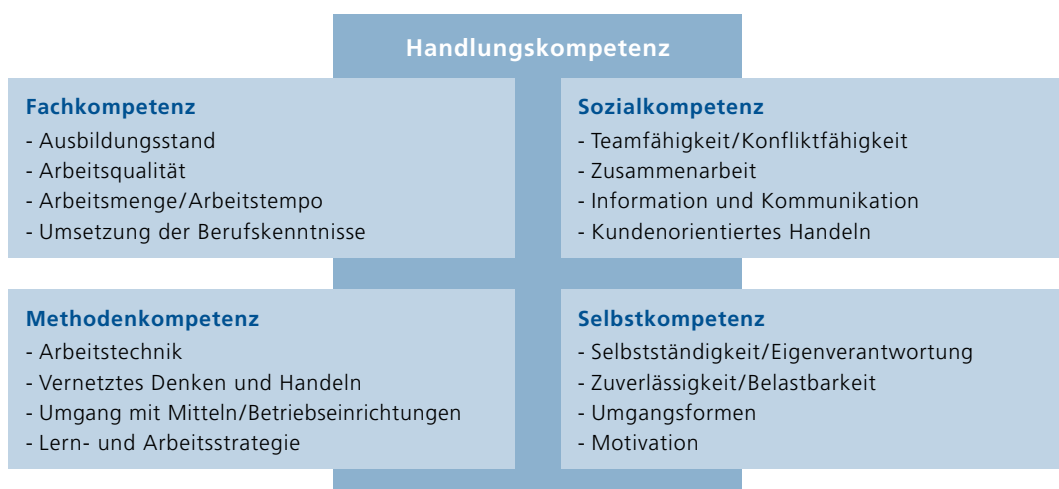 Handlungskompetenz
Fachkompetenz
- Ausbildungsstand
- Arbeitsqualität
- Arbeitsmenge/Arbeitstempo
- Umsetzung der Berufskenntnisse
Sozialkompetenz
- Teamfähigkeit/Konfliktfähigkeit
- Zusammenarbeit
- Information und Kommunikation
- Kundenorientiertes Handeln
Methodenkompetenz
- Arbeitstechnik
- Vernetztes Denken und Handeln
- Umgang mit Mitteln/Betriebseinrichtungen
- Lern- und Arbeitsstrategie
Selbstkompetenz
- Selbstständigkeit/Eigenverantwortung
- Zuverlässigkeit/Belastbarkeit
- Umgangsformen
- Motivation